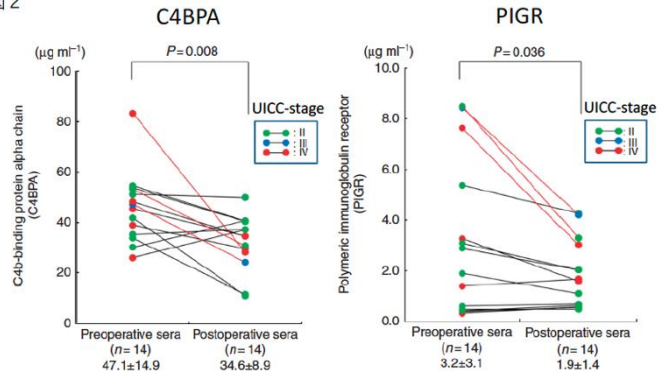 図2
C4BPA
PIGR
(μg ml⁻¹)
P=0.008
100
80
60
40
20
0
C4b-binding protein alpha chain
(C4BPA)
UICC-stage
: II
: III
: IV
Preoperative sera
(n=14)
47.1±14.9
Postoperative sera
(n=14)
34.6±8.9
(μg ml⁻¹)
P=0.036
10.0
8.0
6.0
4.0
2.0
0.0
Polymeric immunoglobulin receptor
(PIGR)
UICC-stage
: II
: III
: IV
Preoperative sera
(n=14)
3.2±3.1
Postoperative sera
(n=14)
1.9±1.4